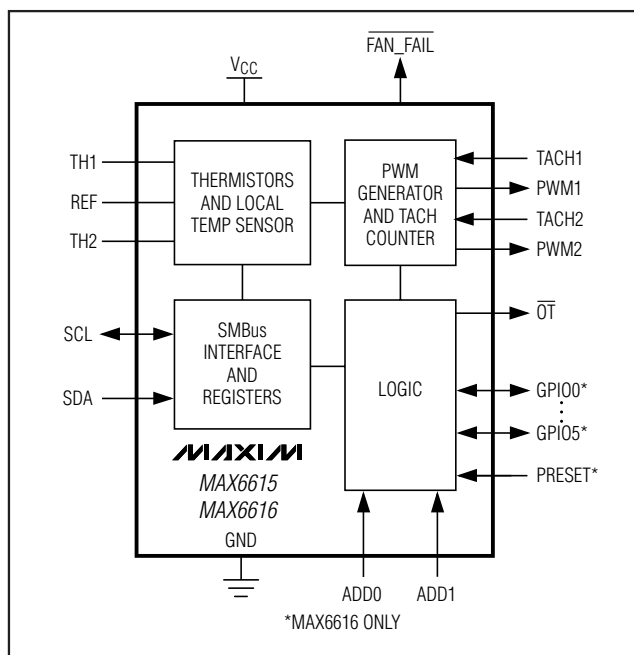 FAN_FAIL
VCC
TH1
REF
TH2
THERMISTORS
AND LOCAL
TEMP SENSOR
PWM
GENERATOR
AND TACH
COUNTER
TACH1
PWM1
TACH2
PWM2
SCL
SDA
SMBus
INTERFACE
AND
REGISTERS
LOGIC
OT
GPIO0*
GPIO5*
PRESET*
MAXIM
MAX6615
MAX6616
GND
ADD0 ADD1
*MAX6616 ONLY